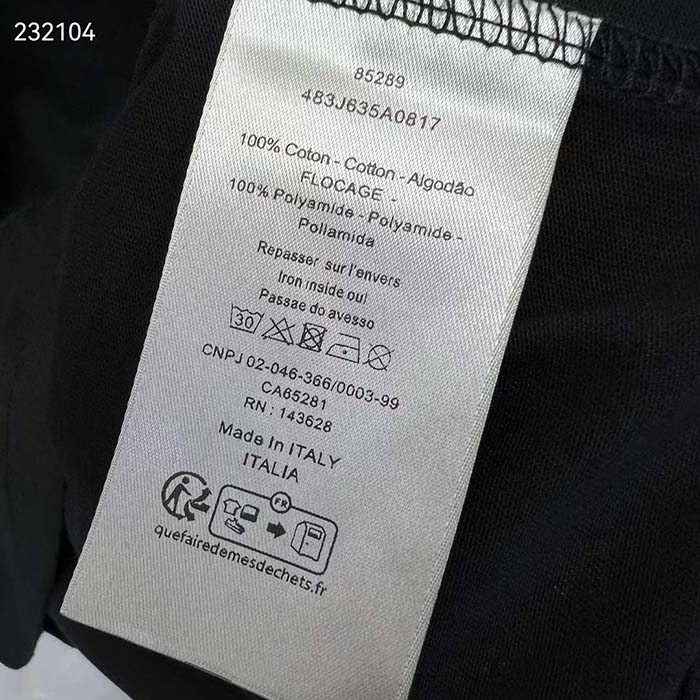 232104
85289
483J635A0817
100% Coton - Cotton - Algodão
FLOCAGE -
100% Polyamide - Polyamide -
Poliamida
Repasser sur l'envers
Iron inside out
Passae do avesso
30
CNPJ 02-046-366/0003-99
CA65281
RN : 143628
Made In ITALY
ITALIA
FR
quefairedemesdechets.fr